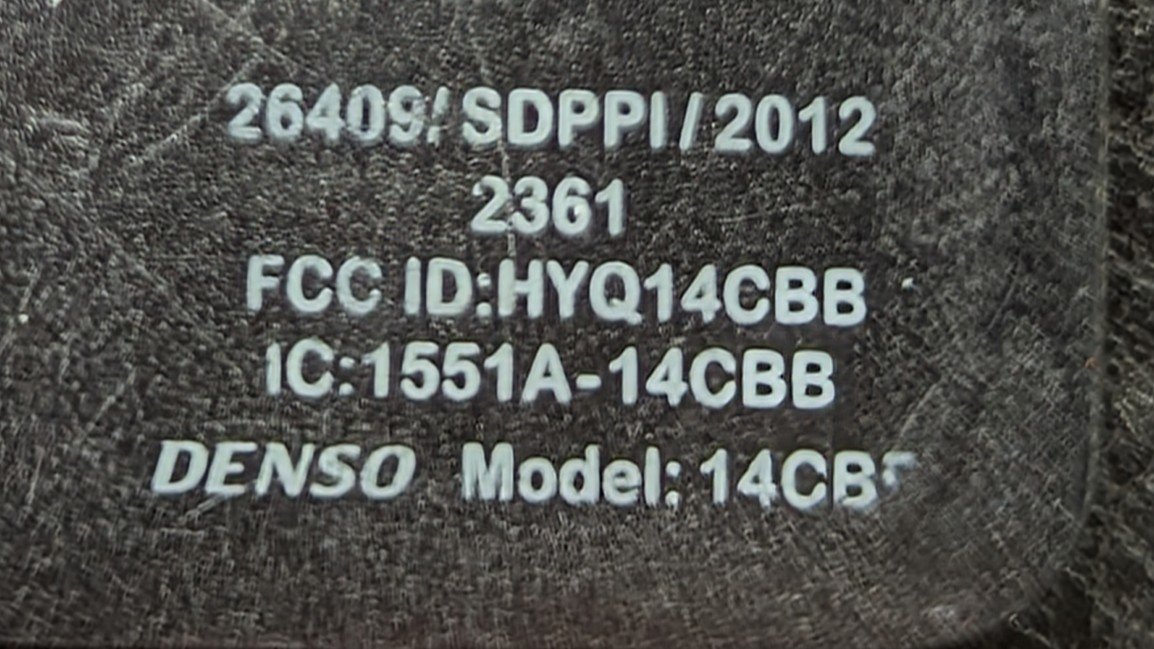 26409/ SDPPI / 2012
2361
FCC ID:HYQ14CBB
IC:1551A-14CBB
DENSO Model: